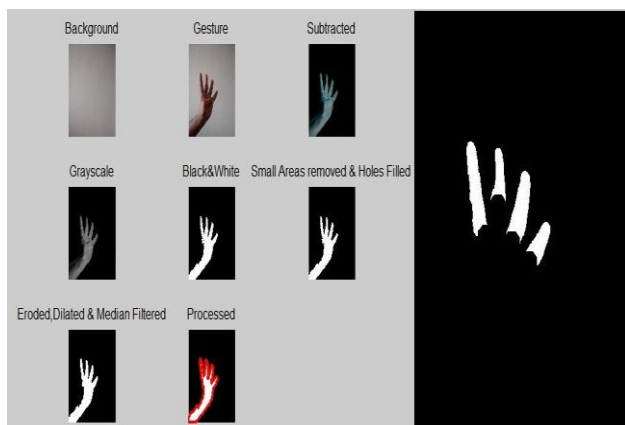 Background Gesture Subtracted
Grayscale Black&White Small Areas removed & Holes Filled
Eroded,Dilated & Median Filtered Processed